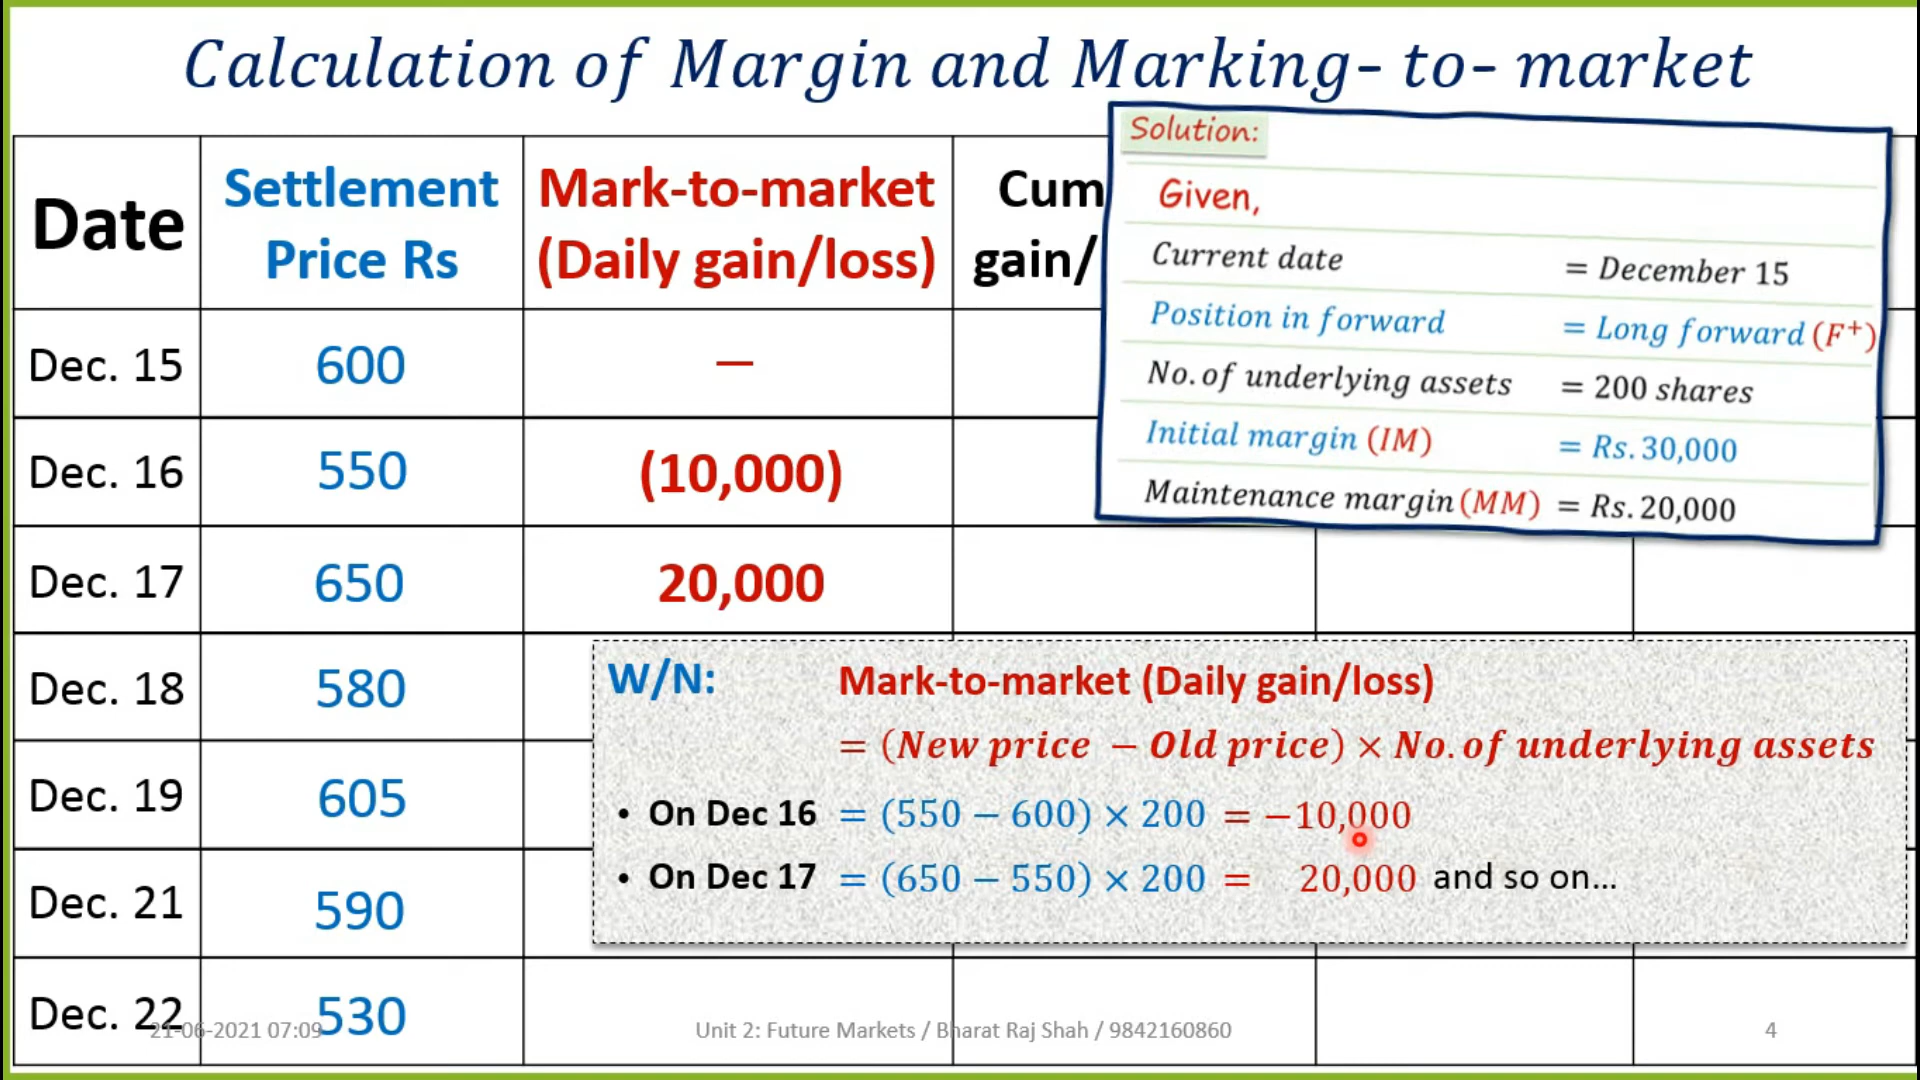 Calculation of Margin and Marking- to- market
Date
Settlement
Price Rs
Mark-to-market
(Daily gain/loss)
Cum
gain/
Dec. 15
600
—
Dec. 16
550
(10,000)
Dec. 17
650
20,000
Dec. 18
580
Dec. 19
605
Dec. 21
590
Dec. 22
530
Solution:
Given,
Current date = December 15
Position in forward = Long forward (F⁺)
No. of underlying assets = 200 shares
Initial margin (IM) = Rs. 30,000
Maintenance margin (MM) = Rs. 20,000
W/N: Mark-to-market (Daily gain/loss)
= (New price − Old price) × No. of underlying assets
• On Dec 16 = (550 − 600) × 200 = −10,000
• On Dec 17 = (650 − 550) × 200 = 20,000 and so on...
21-06-2021 07:09
Unit 2: Future Markets / Bharat Raj Shah / 9842160860
4